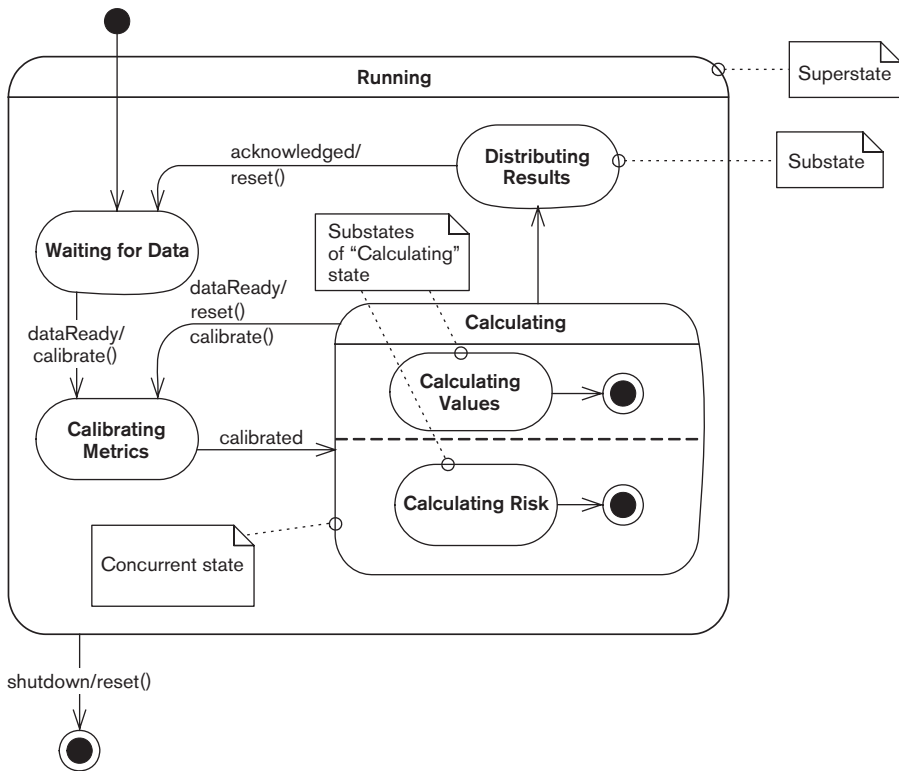 Running
Superstate
acknowledged/
reset()
Distributing
Results
Substate
Waiting for Data
Substates
of “Calculating”
state
dataReady/
calibrate()
dataReady/
reset()
calibrate()
Calculating
Calculating
Values
Calibrating
Metrics
calibrated
Calculating Risk
Concurrent state
shutdown/reset()